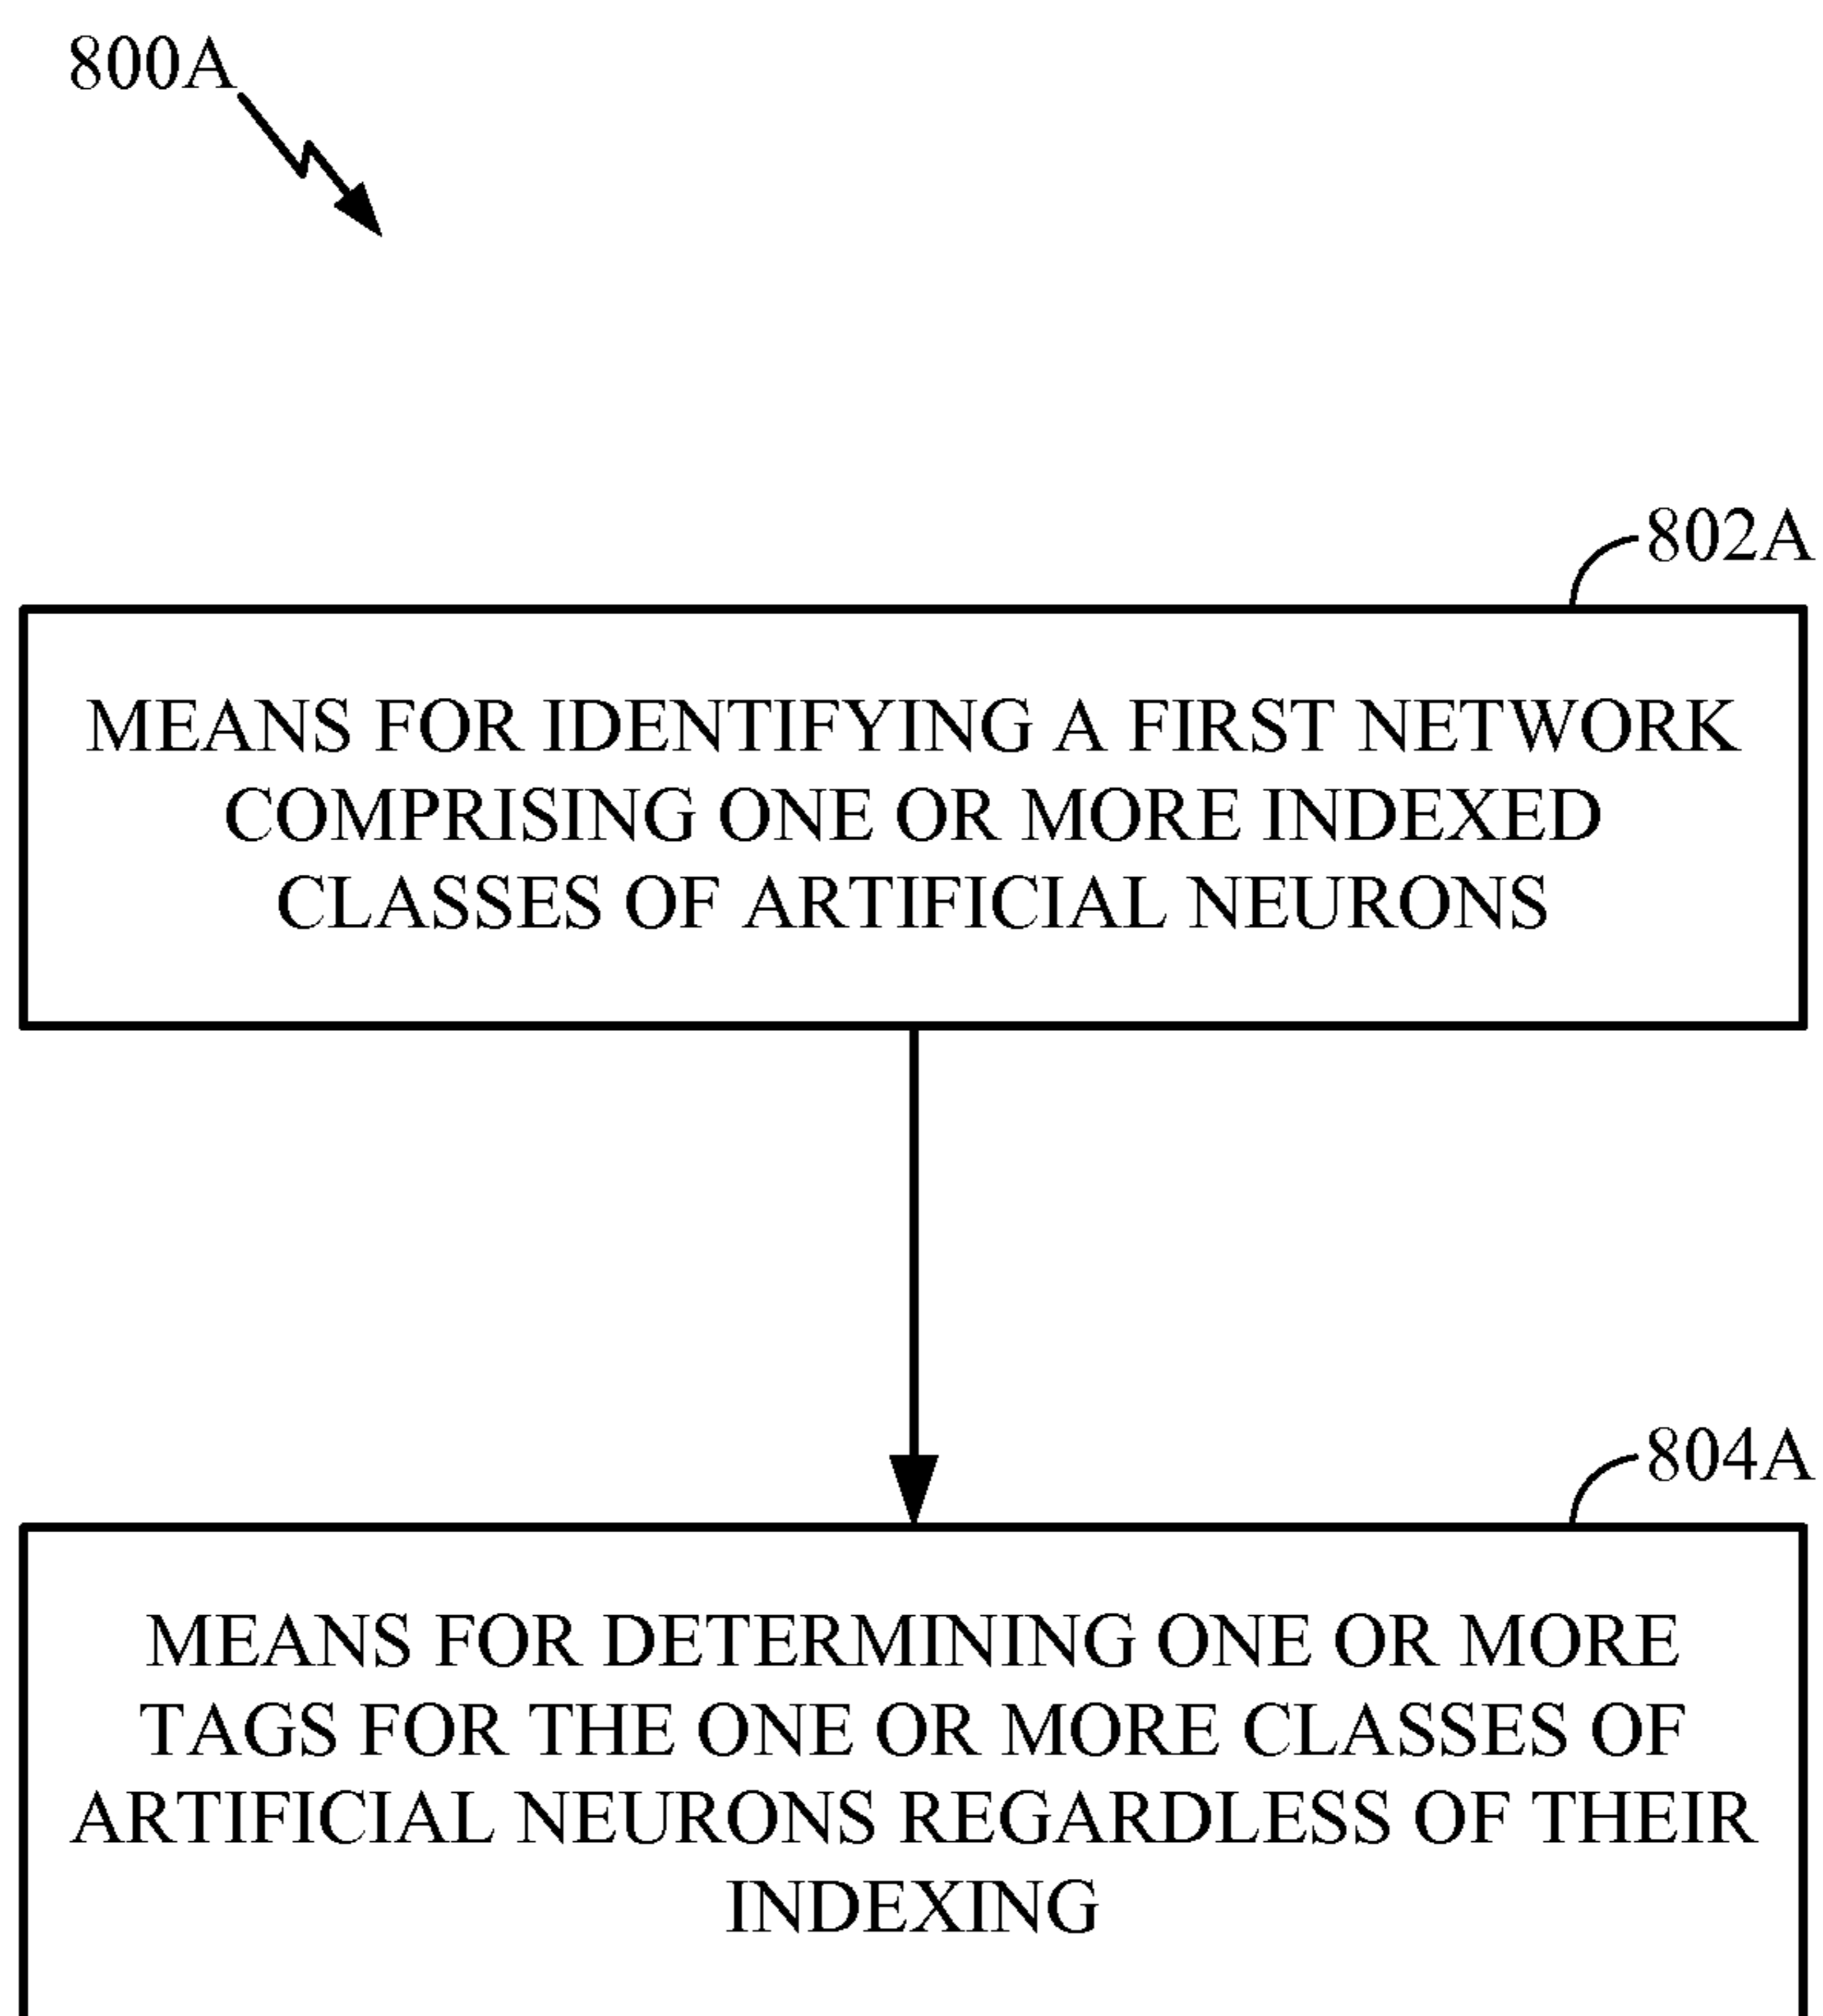 800A
802A
MEANS FOR IDENTIFYING A FIRST NETWORK
COMPRISING ONE OR MORE INDEXED
CLASSES OF ARTIFICIAL NEURONS
804A
MEANS FOR DETERMINING ONE OR MORE
TAGS FOR THE ONE OR MORE CLASSES OF
ARTIFICIAL NEURONS REGARDLESS OF THEIR
INDEXING